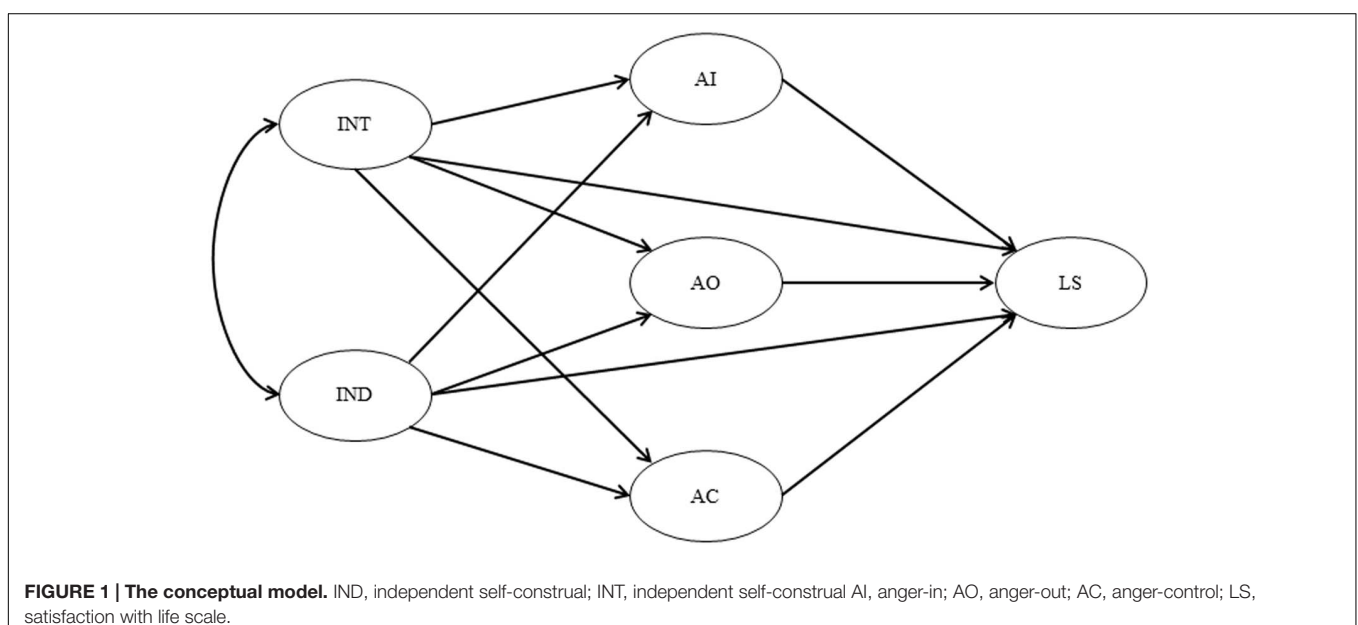 AI
INT
AO
LS
IND
AC
FIGURE 1 | The conceptual model. IND, independent self-construal; INT, independent self-construal AI, anger-in; AO, anger-out; AC, anger-control; LS,
satisfaction with life scale.